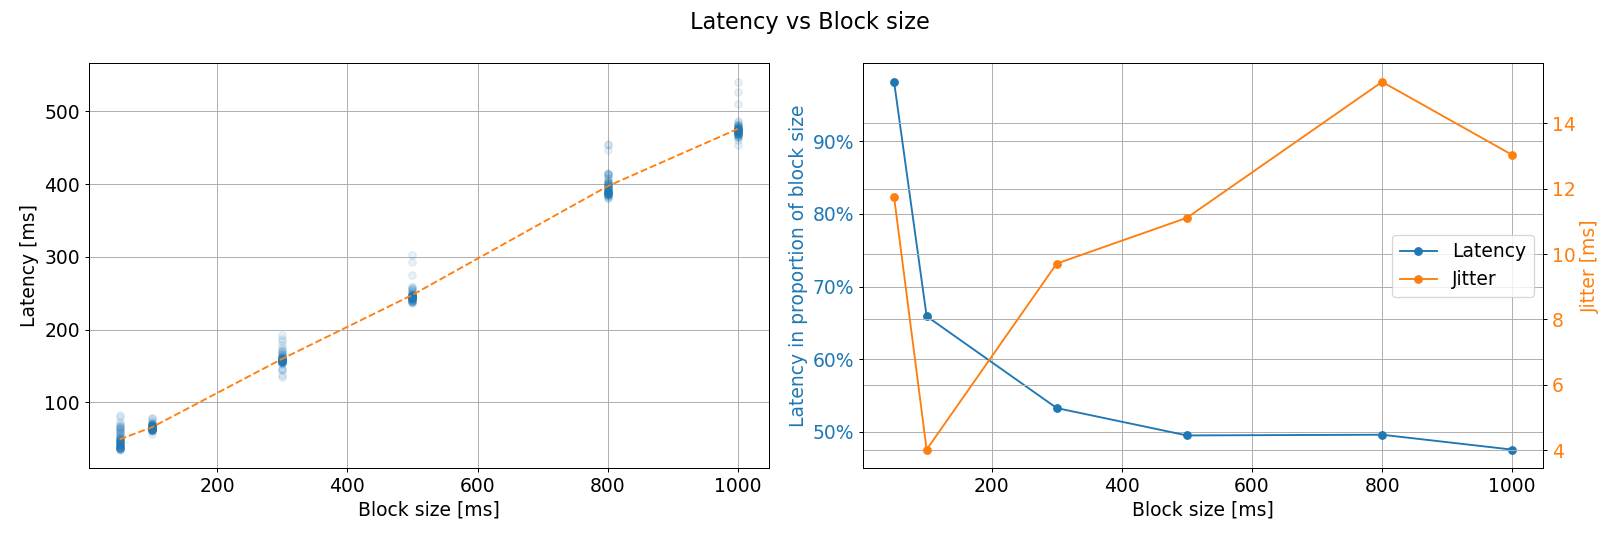 Latency vs Block size
Latency [ms]
500
400
300
200
100
200 400 600 800 1000
Block size [ms]
Latency in proportion of block size
90%
80%
70%
60%
50%
200 400 600 800 1000
Block size [ms]
Latency
Jitter
14
12
10
8
6
4
Jitter [ms]